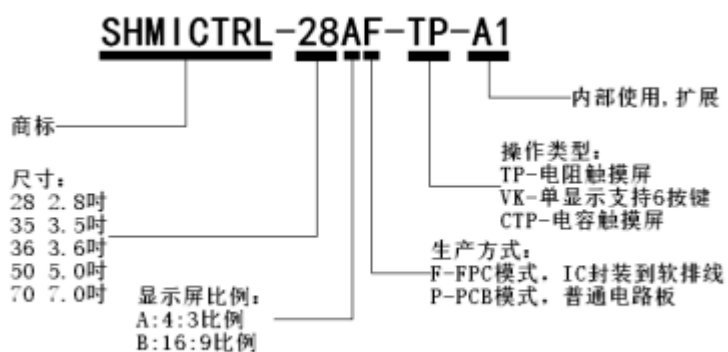 SHMICTRL-28AF-TP-A1
内部使用,扩展
商标
操作类型:
TP-电阻触摸屏
VK-单显示支持6按键
CTP-电容触摸屏
尺寸:
28 2.8吋
35 3.5吋
36 3.6吋
50 5.0吋
70 7.0吋
生产方式:
F-FPC模式, IC封装到软排线
P-PCB模式, 普通电路板
显示屏比例:
A:4:3比例
B:16:9比例